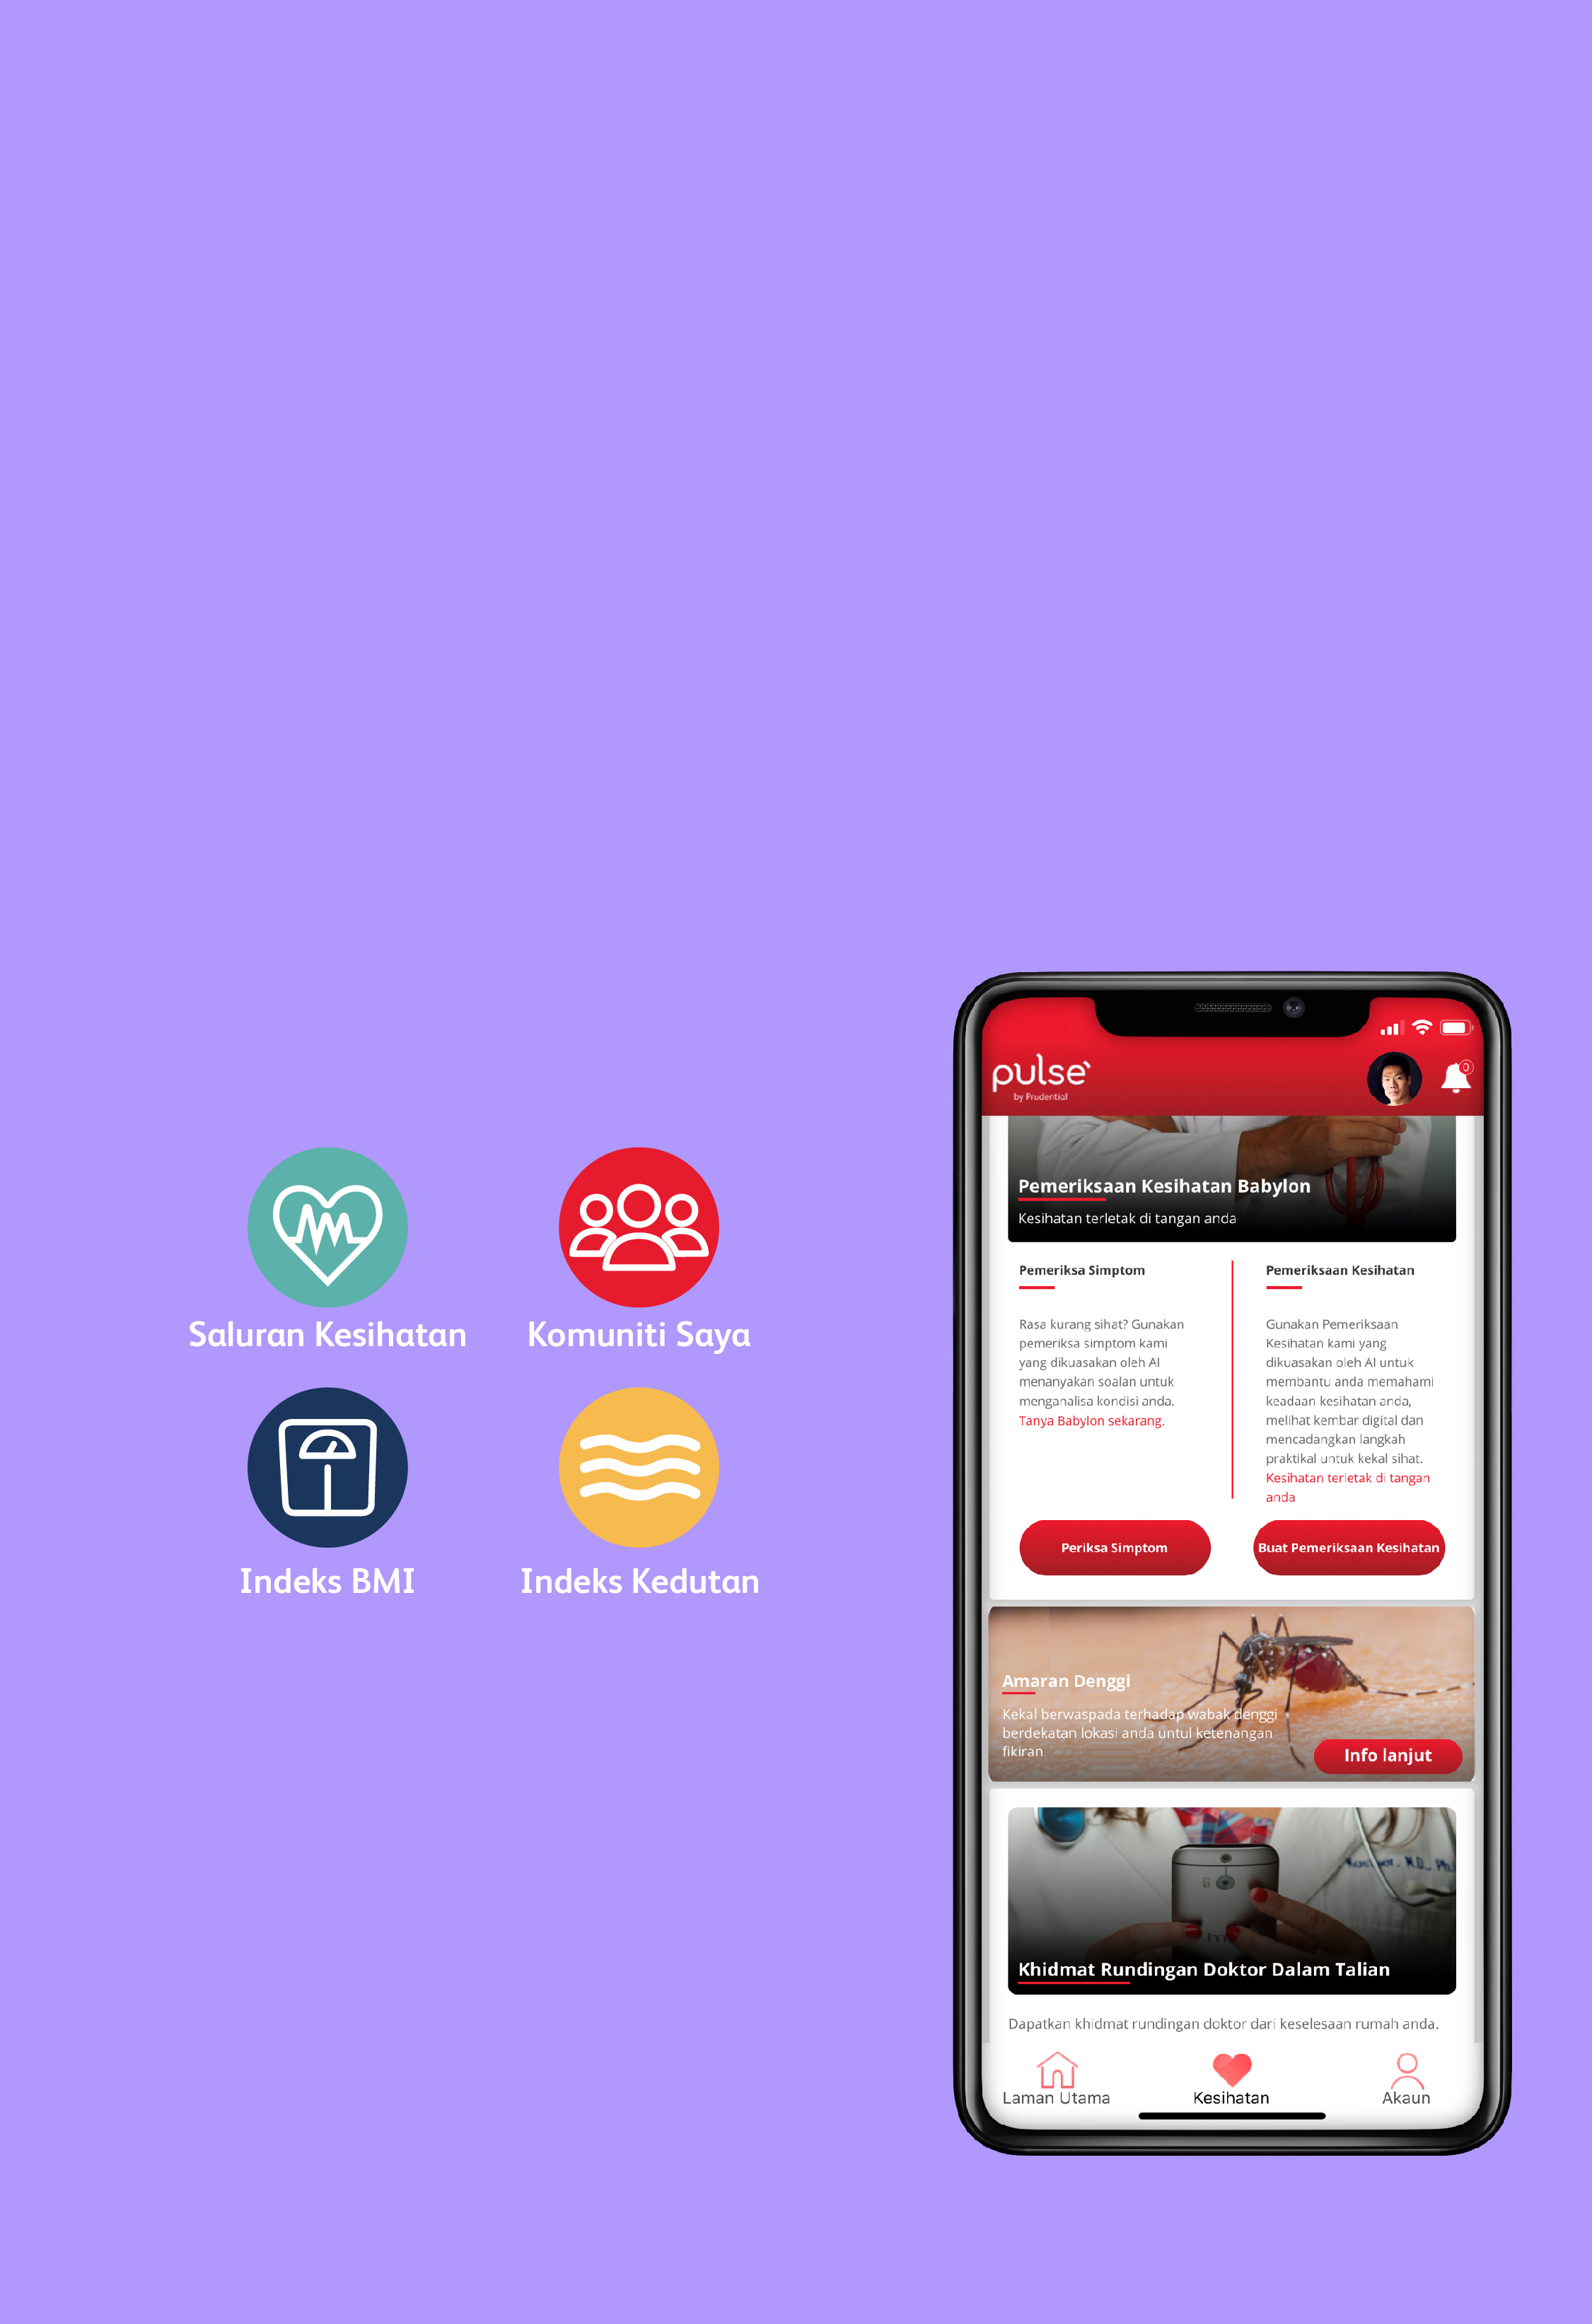 Saluran Kesihatan
Komuniti Saya
Indeks BMI
Indeks Kedutan
pulse
by Prudential
0
Pemeriksaan Kesihatan Babylon
Kesihatan terletak di tangan anda
Pemeriksa Simptom
Rasa kurang sihat? Gunakan
pemeriksa simptom kami
yang dikuasakan oleh AI
menanyakan soalan untuk
menganalisa kondisi anda.
Tanya Babylon sekarang.
Periksa Simptom
Pemeriksaan Kesihatan
Gunakan Pemeriksaan
Kesihatan kami yang
dikuasakan oleh AI untuk
membantu anda memahami
keadaan kesihatan anda,
melihat kembar digital dan
mencadangkan langkah
praktikal untuk kekal sihat.
Kesihatan terletak di tangan
anda
Buat Pemeriksaan Kesihatan
Amaran Denggi
Kekal berwaspada terhadap wabak denggi
berdekatan lokasi anda untul ketenangan
fikiran.
Info lanjut
M.D., Ph.
Khidmat Rundingan Doktor Dalam Talian
Dapatkan khidmat rundingan doktor dari keselesaan rumah anda.
Laman Utama
Kesihatan
Akaun